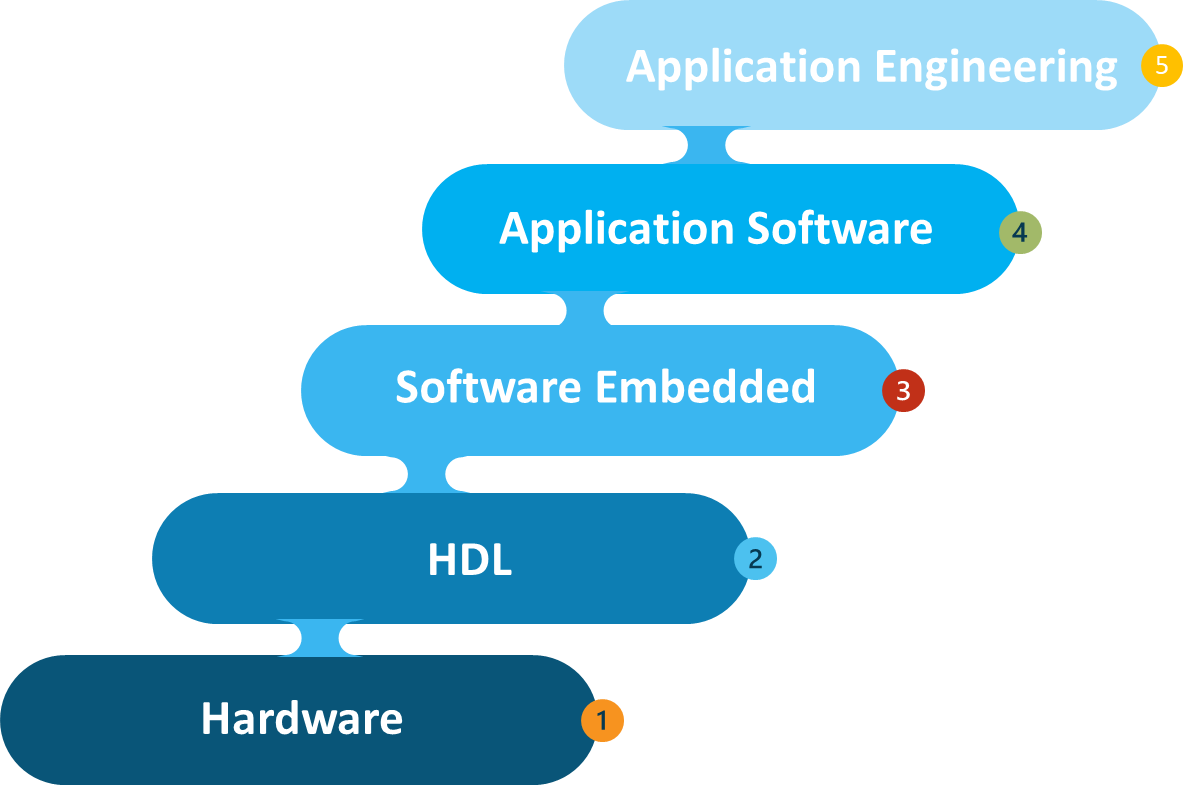 Application Engineering
5
Application Software
4
Software Embedded
3
HDL
2
Hardware
1